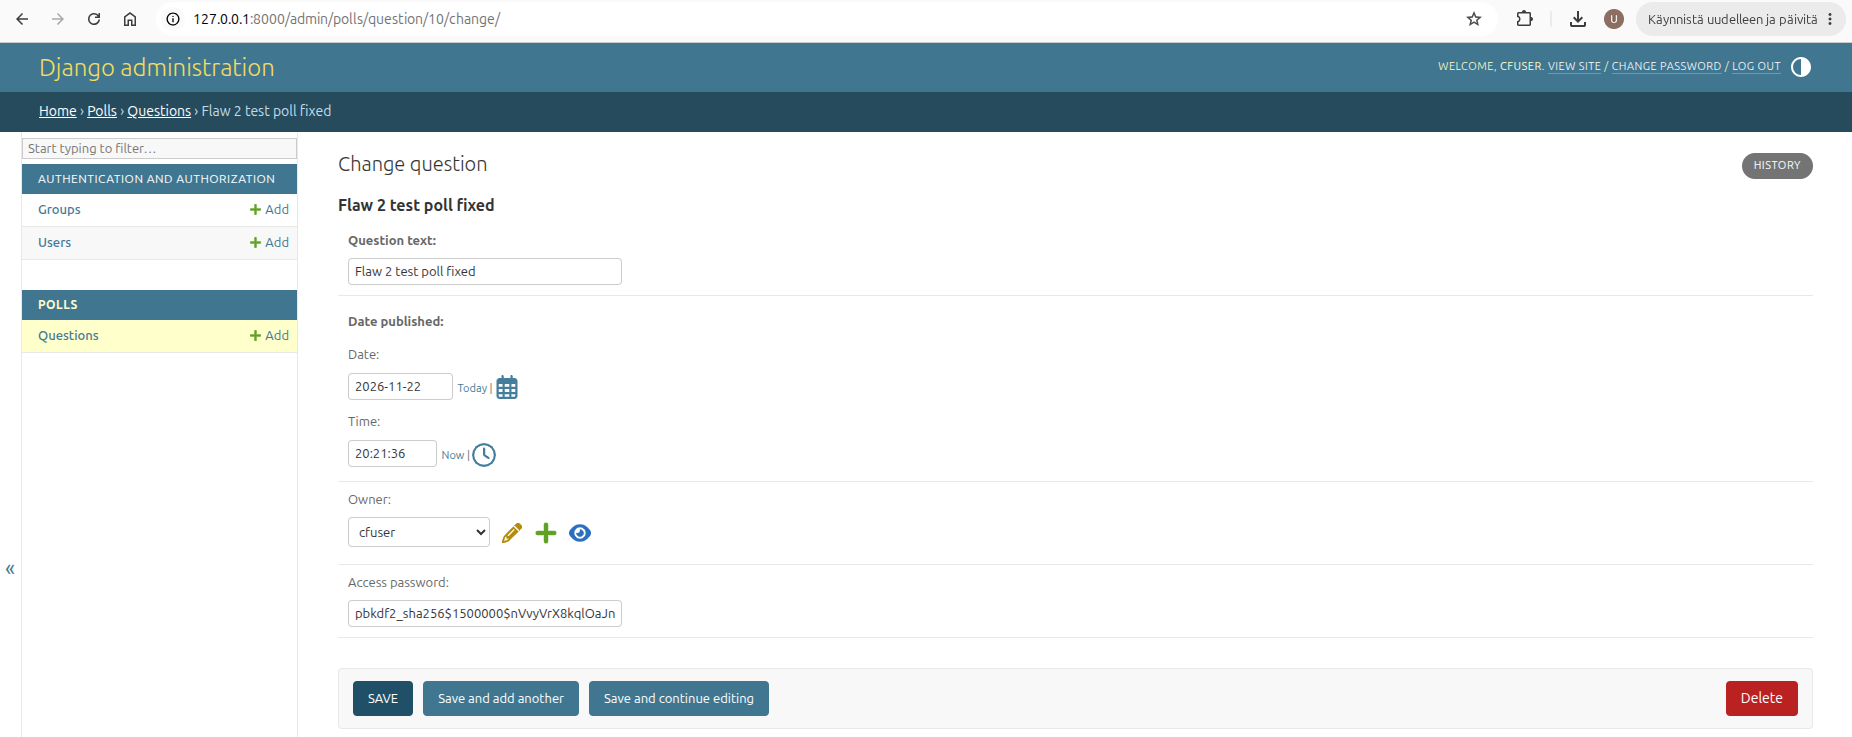 127.0.0.1:8000/admin/polls/question/10/change/
U
Käynnistä uudelleen ja päivitä
Django administration
WELCOME, CFUSER. VIEW SITE / CHANGE PASSWORD / LOG OUT
Home › Polls › Questions › Flaw 2 test poll fixed
Start typing to filter…
AUTHENTICATION AND AUTHORIZATION
Groups
Add
Users
Add
POLLS
Questions
Add
«
Change question
HISTORY
Flaw 2 test poll fixed
Question text:
Flaw 2 test poll fixed
Date published:
Date:
2026-11-22
Today |
Time:
20:21:36
Now |
Owner:
cfuser
Access password:
pbkdf2_sha256$1500000$nVvyVrX8kqlOaJn
SAVE
Save and add another
Save and continue editing
Delete